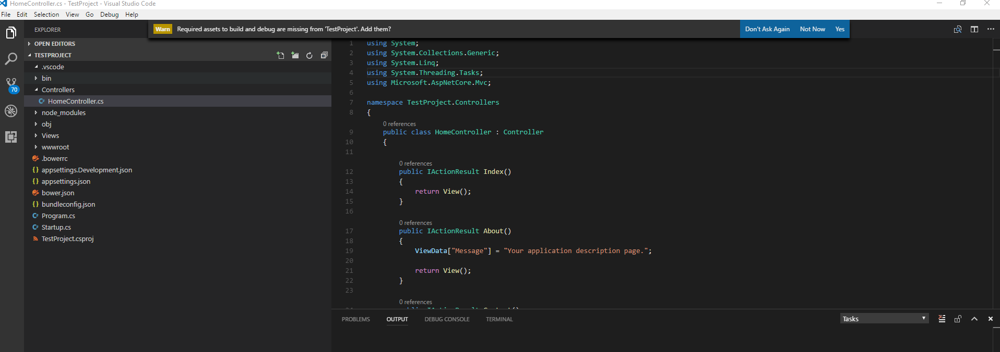 HomeController.cs - TestProject - Visual Studio Code
File Edit Selection View Go Debug Help
EXPLORER
Warn Required assets to build and debug are missing from 'TestProject'. Add them? Don't Ask Again Not Now Yes
OPEN EDITORS
TESTPROJECT
.vscode
bin
Controllers
70
C# HomeController.cs
node_modules
obj
Views
wwwroot
.bowerrc
{} appsettings.Development.json
{} appsettings.json
bower.json
{} bundleconfig.json
C# Program.cs
C# Startup.cs
TestProject.csproj
1 using System;
2 using System.Collections.Generic;
3 using System.Linq;
4 using System.Threading.Tasks;
5 using Microsoft.AspNetCore.Mvc;
6
7 namespace TestProject.Controllers
8 {
0 references
9 public class HomeController : Controller
10 {
11
0 references
12 public IActionResult Index()
13 {
14 return View();
15 }
16
0 references
17 public IActionResult About()
18 {
19 ViewData["Message"] = "Your application description page.";
20
21 return View();
22 }
23
0 references
PROBLEMS OUTPUT DEBUG CONSOLE TERMINAL Tasks